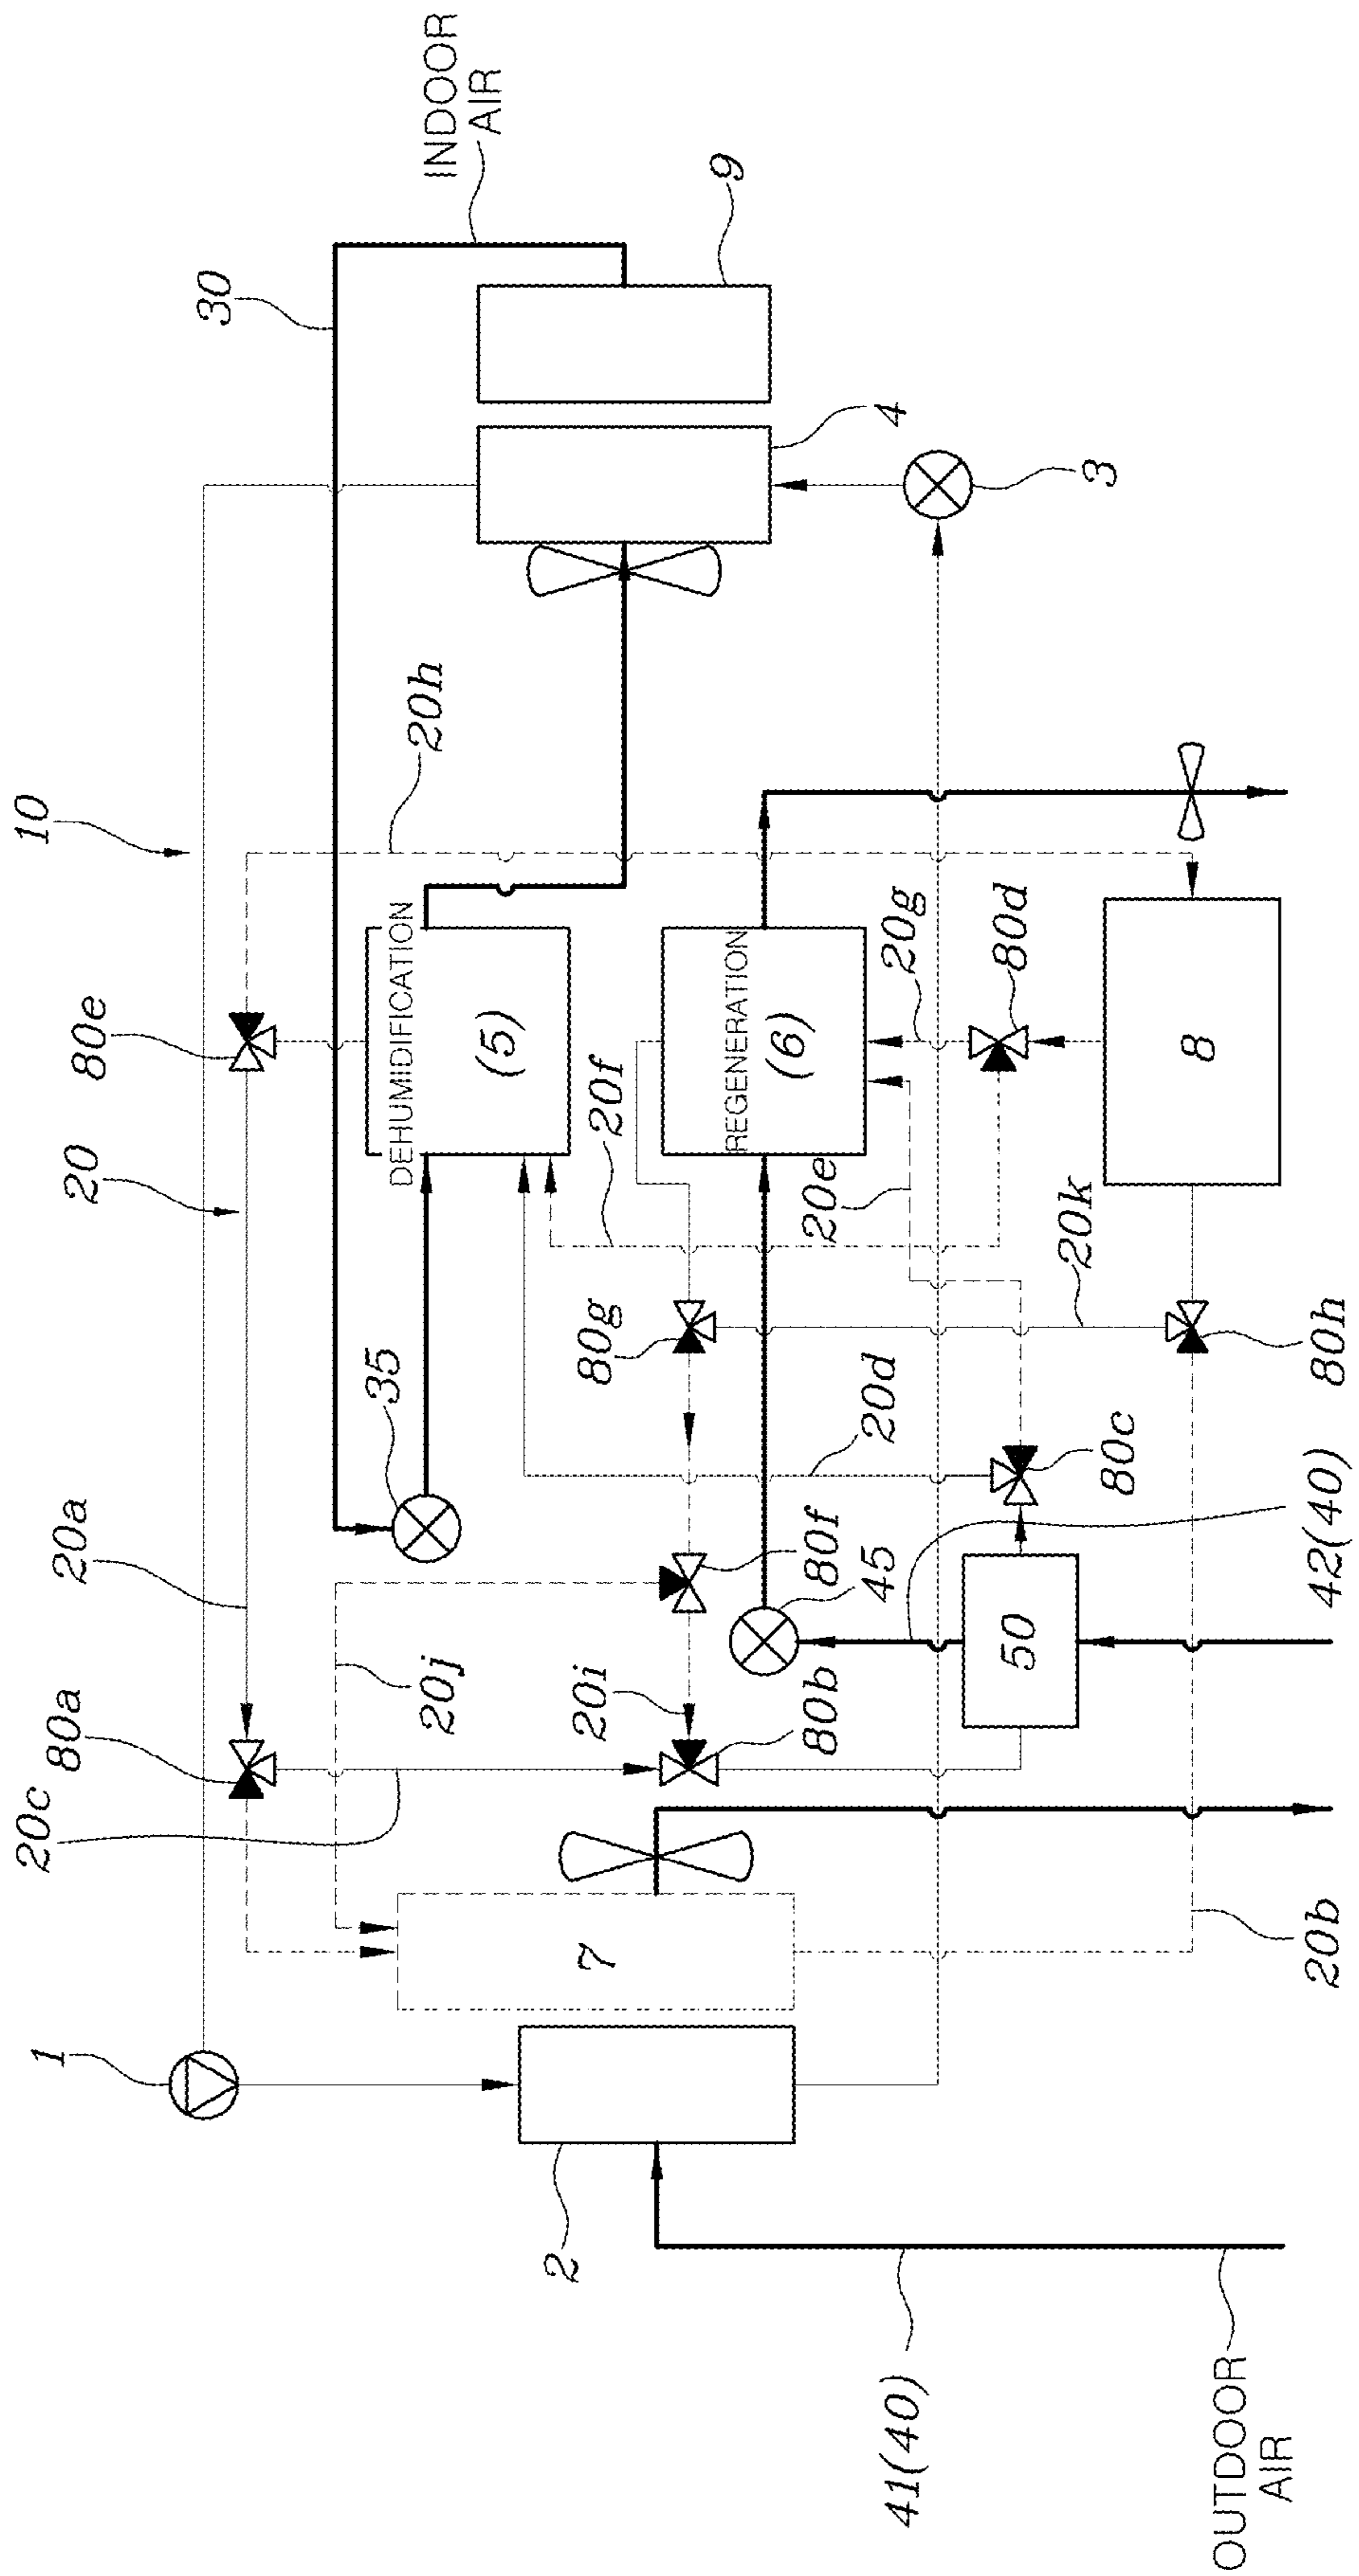 10
20
30
INDOOR
AIR
1
20c
80a
20a
80e
20h
35
DEHUMIDIFICATION
(5)
9
4
3
20j
20i
80b
80f
45
80g
20f
REGENERATION
(6)
20e
20g
80d
7
2
50
20d
80c
20k
8
80h
42(40)
20b
41(40)
OUTDOOR
AIR